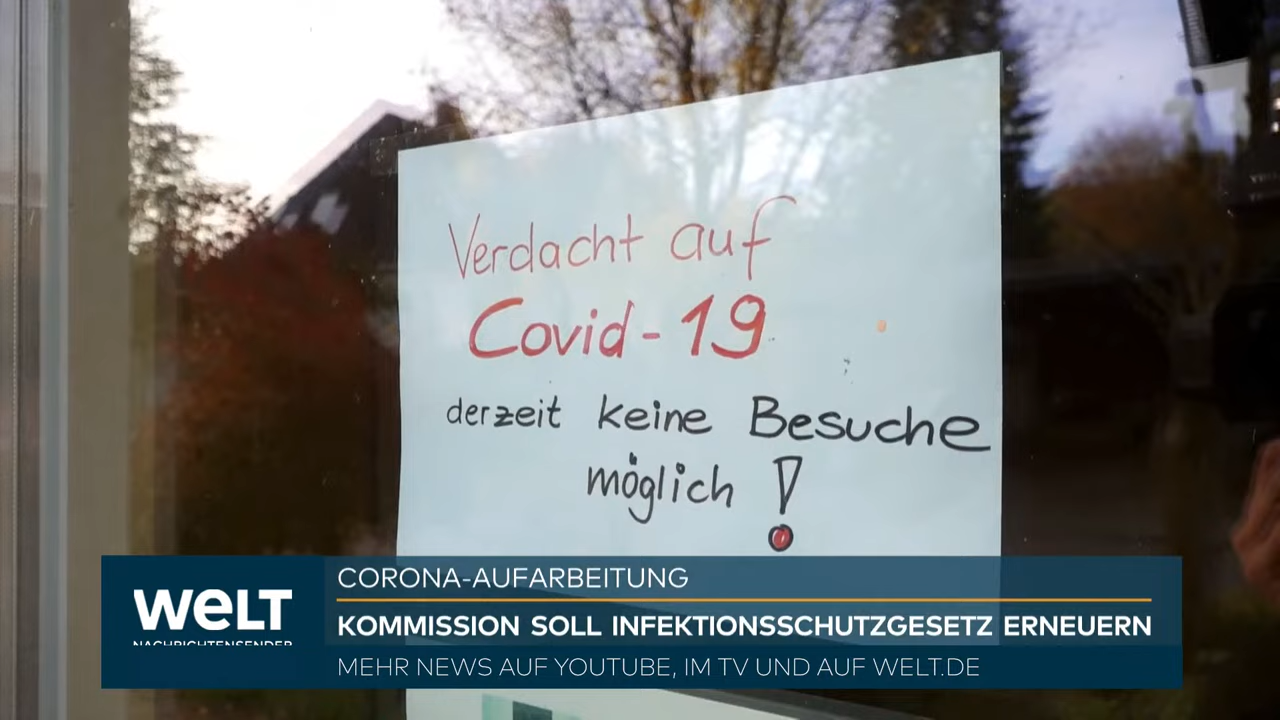 Verdacht auf
Covid-19
derzeit keine Besuche
möglich !
CORONA-AUFARBEITUNG
welt
NACHRICHTENSENDER
KOMMISSION SOLL INFEKTIONSSCHUTZGESETZ ERNEUERN
MEHR NEWS AUF YOUTUBE, IM TV UND AUF WELT.DE